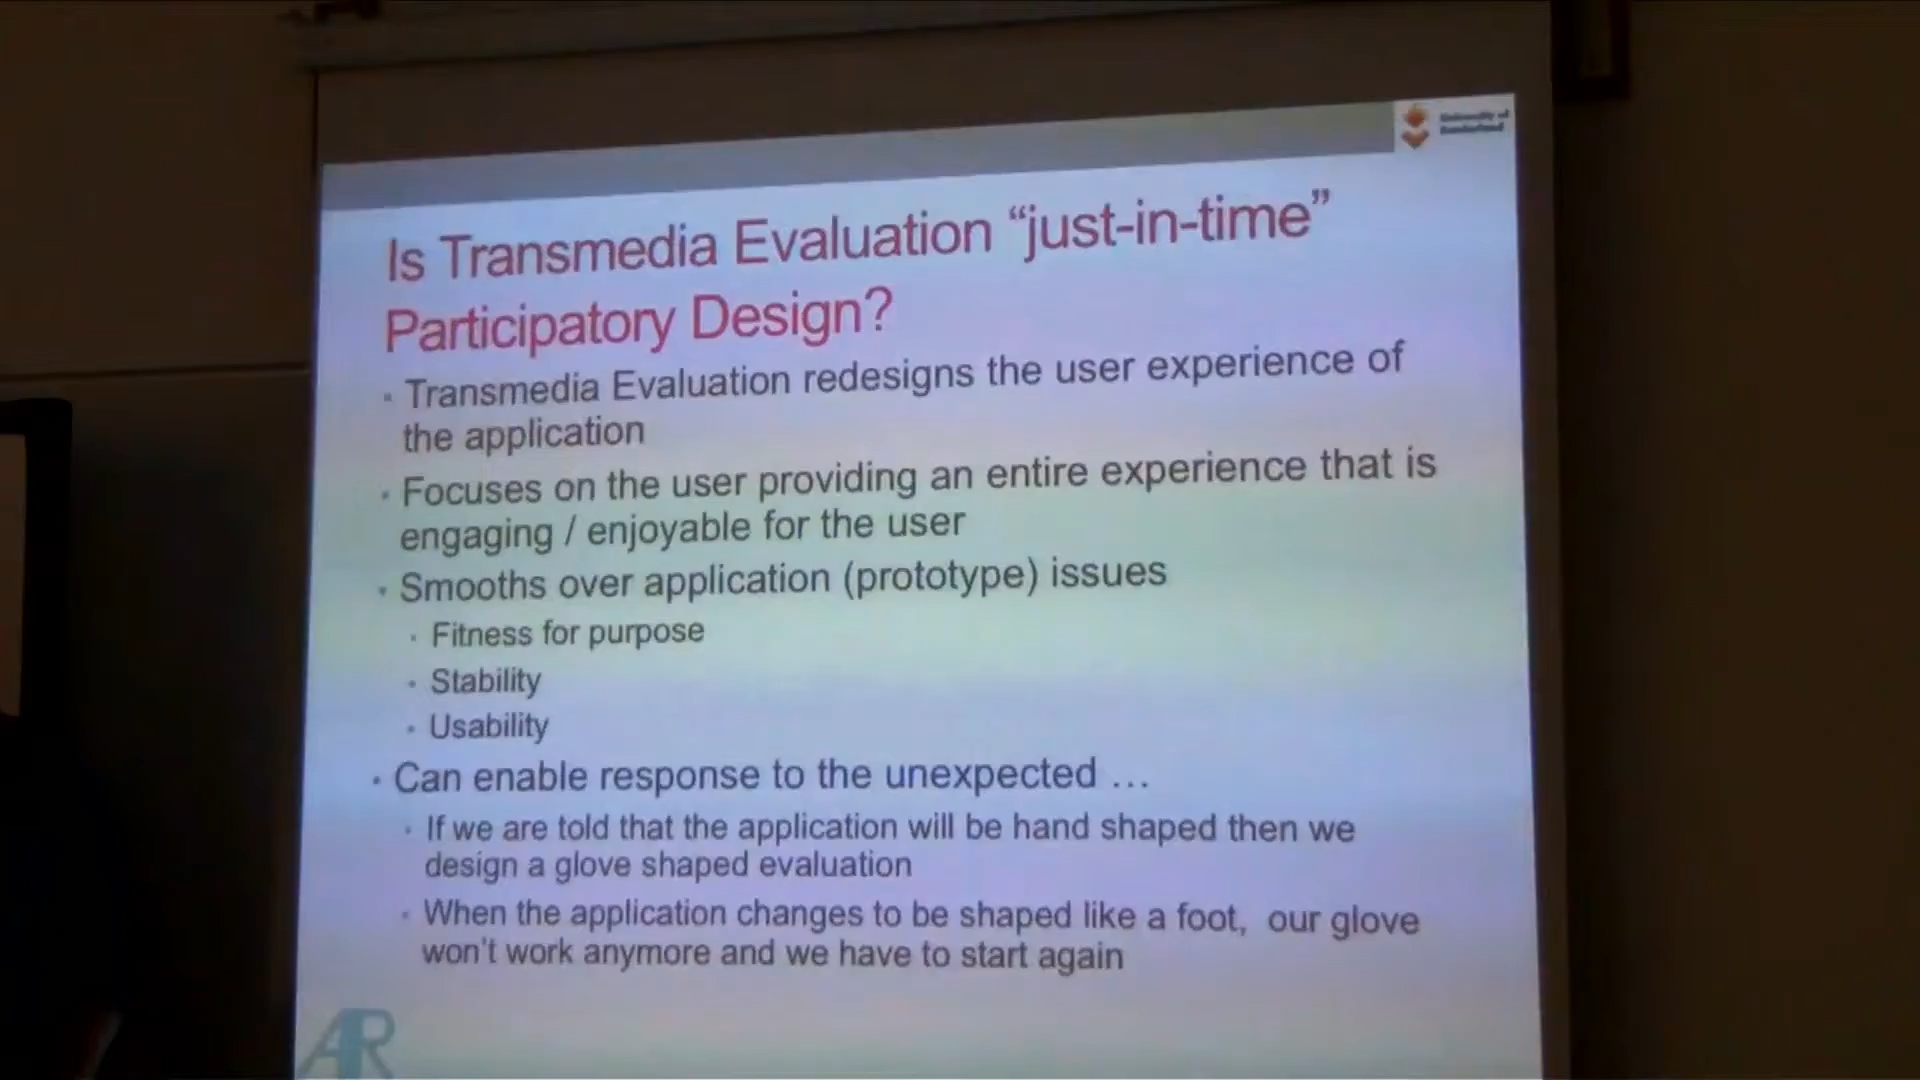 University of
Sunderland
Is Transmedia Evaluation “just-in-time”
Participatory Design?
• Transmedia Evaluation redesigns the user experience of
the application
• Focuses on the user providing an entire experience that is
engaging / enjoyable for the user
• Smooths over application (prototype) issues
• Fitness for purpose
• Stability
• Usability
• Can enable response to the unexpected …
• If we are told that the application will be hand shaped then we
design a glove shaped evaluation
• When the application changes to be shaped like a foot, our glove
won't work anymore and we have to start again
AR